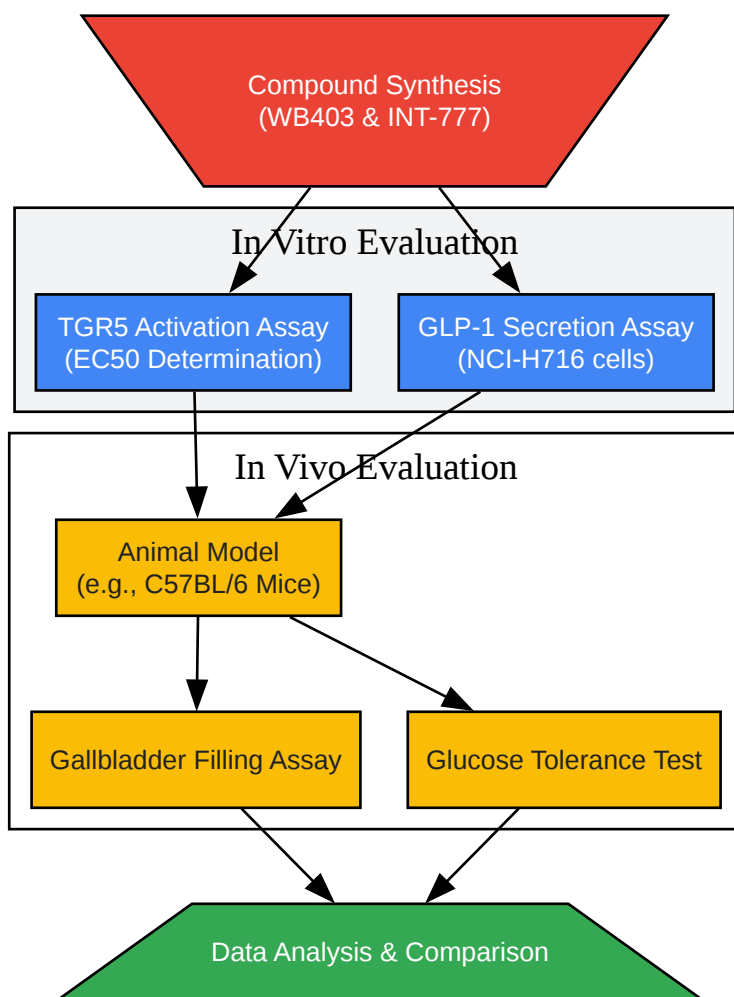 Compound Synthesis
(WB403 & INT-777)
In Vitro Evaluation
TGR5 Activation Assay
(EC50 Determination)
GLP-1 Secretion Assay
(NCI-H716 cells)
In Vivo Evaluation
Animal Model
(e.g., C57BL/6 Mice)
Gallbladder Filling Assay
Glucose Tolerance Test
Data Analysis & Comparison